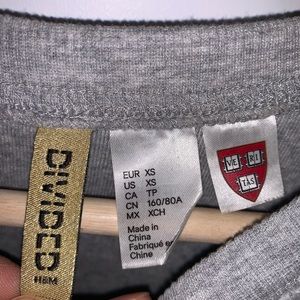 DIVIDED
H&M
EUR XS
US XS
CA TP
CN 160/80A
MX XCH
Made in
China
Fabriqué en
Chine
VE RI
TAS